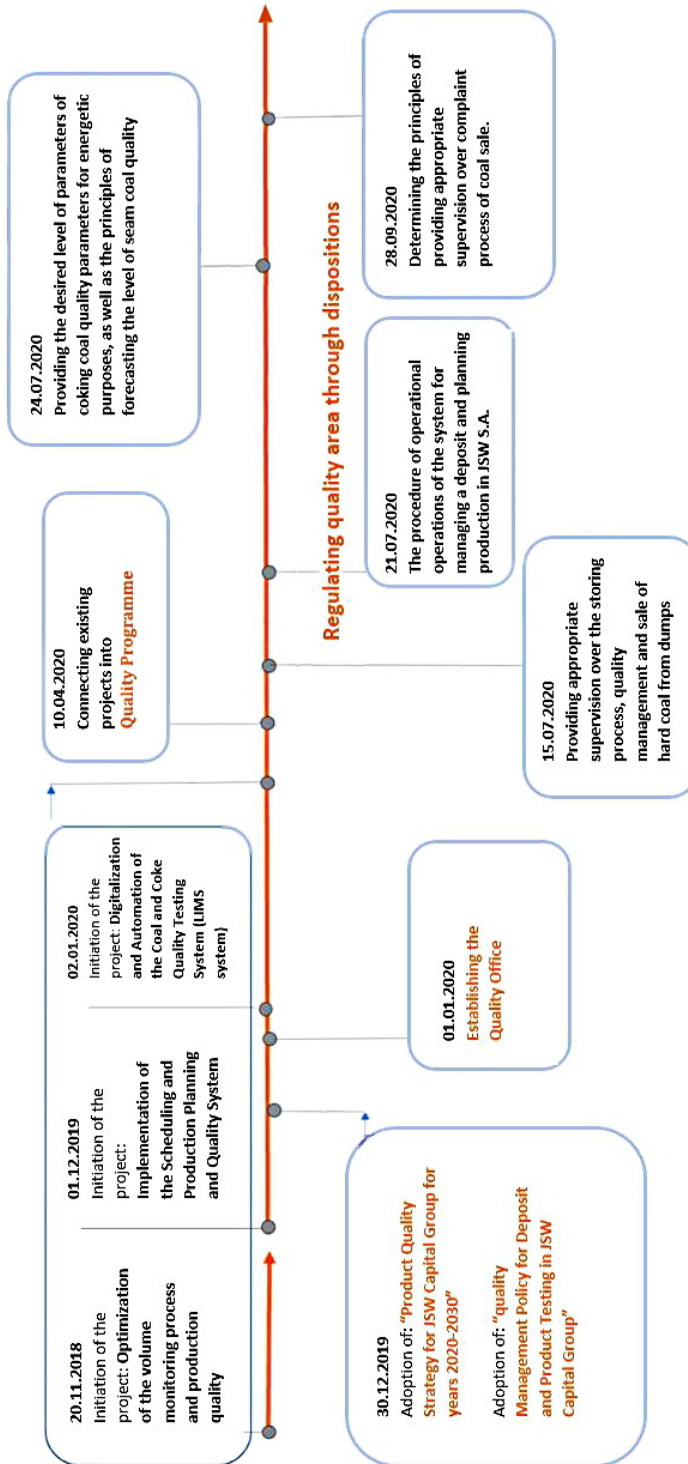 20.11.2018
Initiation of the
project: Optimization
of the volume
monitoring process
and production
quality
01.12.2019
Initiation of the
project:
Implementation of
the Scheduling and
Production Planning
and Quality System
02.01.2020
Initiation of the
project: Digitalization
and Automation of
the Coal and Coke
Quality Testing
System (LIMS
system)
10.04.2020
Connecting existing
projects into
Quality Programme
24.07.2020
Providing the desired level of parameters of
coking coal quality parameters for energetic
purposes, as well as the principles of
forecasting the level of seam coal quality
Regulating quality area through dispositions
30.12.2019
Adoption of: "Product Quality
Strategy for JSW Capital Group for
years 2020-2030"
Adoption of: "quality
Management Policy for Deposit
and Product Testing in JSW
Capital Group"
01.01.2020
Establishing the
Quality Office
15.07.2020
Providing appropriate
supervision over the storing
process, quality
management and sale of
hard coal from dumps
21.07.2020
The procedure of operational
operations of the system for
managing a deposit and planning
production in JSW S.A.
28.09.2020
Determining the principles of
providing appropriate
supervision over complaint
process of coal sale.